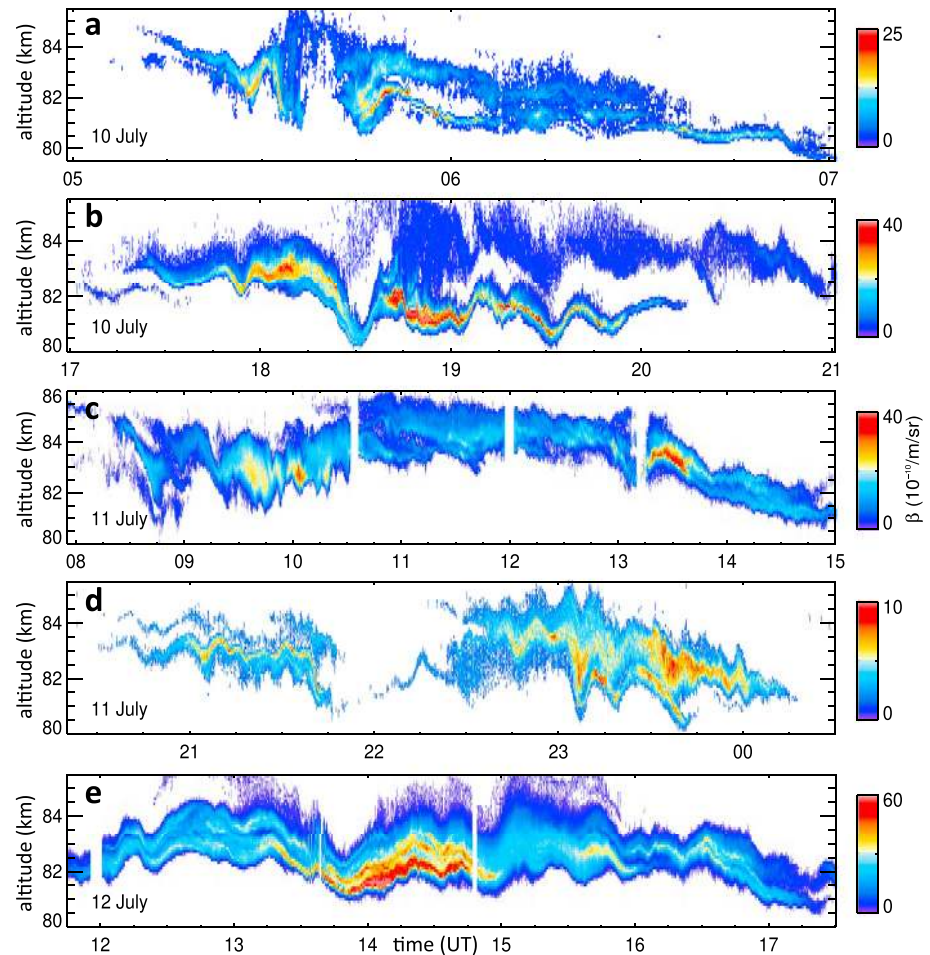 a
altitude (km)
84
82
80
10 July
05 06 07
25
0
b
altitude (km)
84
82
80
10 July
17 18 19 20 21
40
0
c
altitude (km)
86
84
82
80
11 July
08 09 10 11 12 13 14 15
40
0
β (10⁻¹⁰/m/sr)
d
altitude (km)
84
82
80
11 July
21 22 23 00
10
0
e
altitude (km)
84
82
80
12 July
12 13 14 15 16 17
time (UT)
60
0